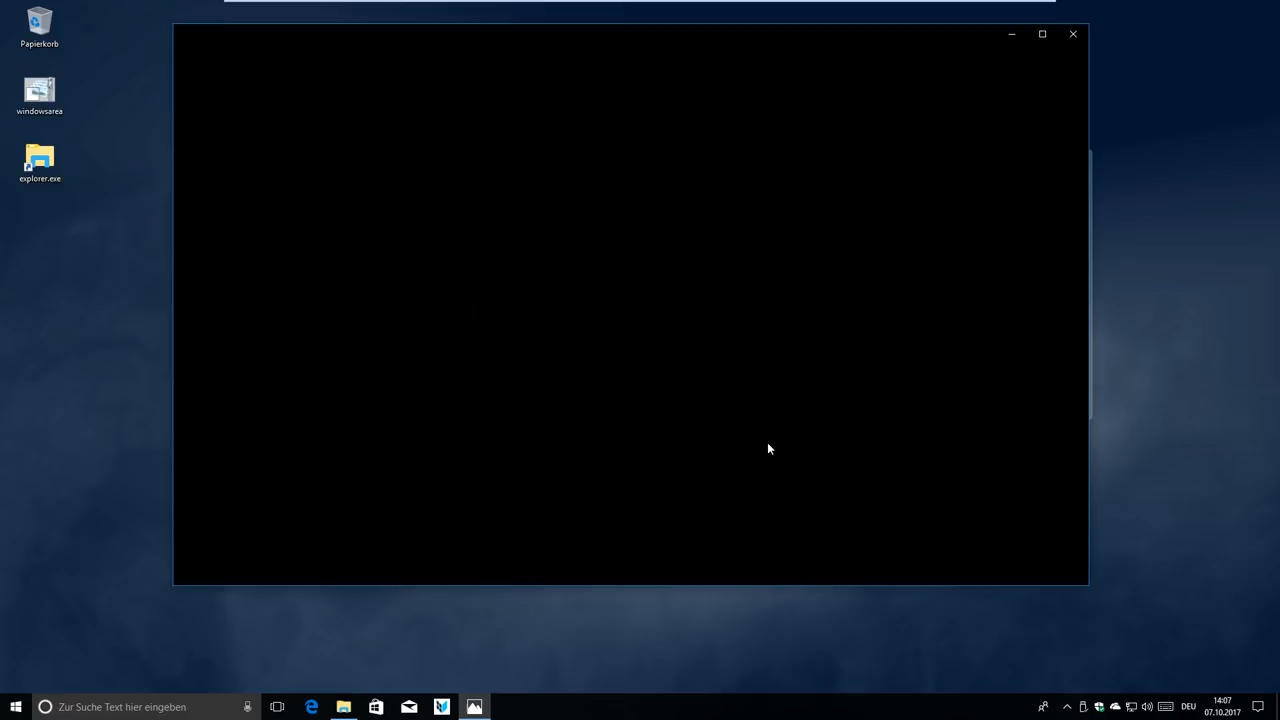 Papierkorb
windowsarea
explorer.exe
Zur Suche Text hier eingeben
DEU
14:07
07.10.2017